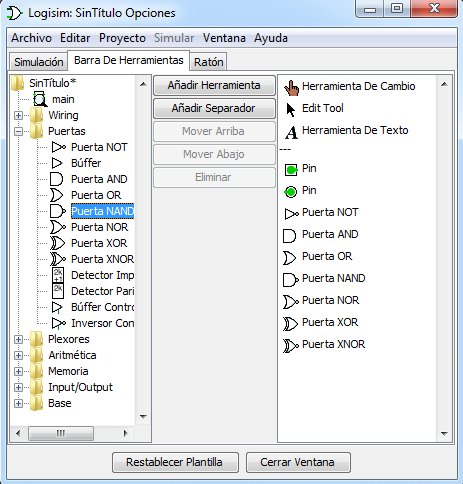 Logisim: SinTítulo Opciones
Archivo Editar Proyecto Simular Ventana Ayuda
Simulación Barra De Herramientas Ratón
SinTítulo*
main
Wiring
Puertas
Puerta NOT
Búffer
Puerta AND
Puerta OR
Puerta NAND
Puerta NOR
Puerta XOR
Puerta XNOR
2k
+1
Detector Imp
2k
Detector Pari
Búffer Contro
Inversor Con
Plexores
Aritmética
Memoria
Input/Output
Base
Añadir Herramienta
Añadir Separador
Mover Arriba
Mover Abajo
Eliminar
Herramienta De Cambio
Edit Tool
A Herramienta De Texto
---
Pin
Pin
Puerta NOT
Puerta AND
Puerta OR
Puerta NAND
Puerta NOR
Puerta XOR
Puerta XNOR
Restablecer Plantilla Cerrar Ventana